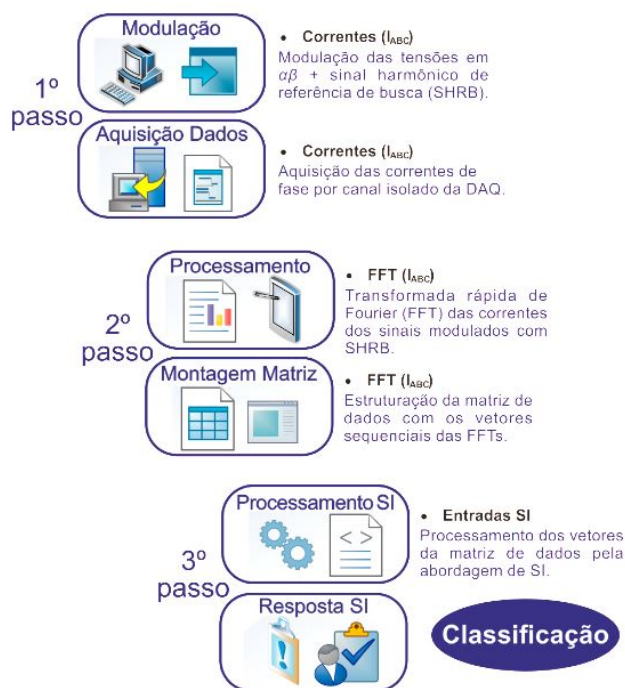 1º
passo
Modulação
• Correntes (IABC)
Modulação das tensões em
αβ + sinal harmônico de
referência de busca (SHRB).
Aquisição Dados
• Correntes (IABC)
Aquisição das correntes de
fase por canal isolado da DAQ.
2º
passo
Processamento
• FFT (IABC)
Transformada rápida de
Fourier (FFT) das correntes
dos sinais modulados com
SHRB.
Montagem Matriz
• FFT (IABC)
Estruturação da matriz de
dados com os vetores
sequenciais das FFTs.
3º
passo
Processamento SI
< >
• Entradas SI
Processamento dos vetores
da matriz de dados pela
abordagem de SI.
Resposta SI
!
Classificação